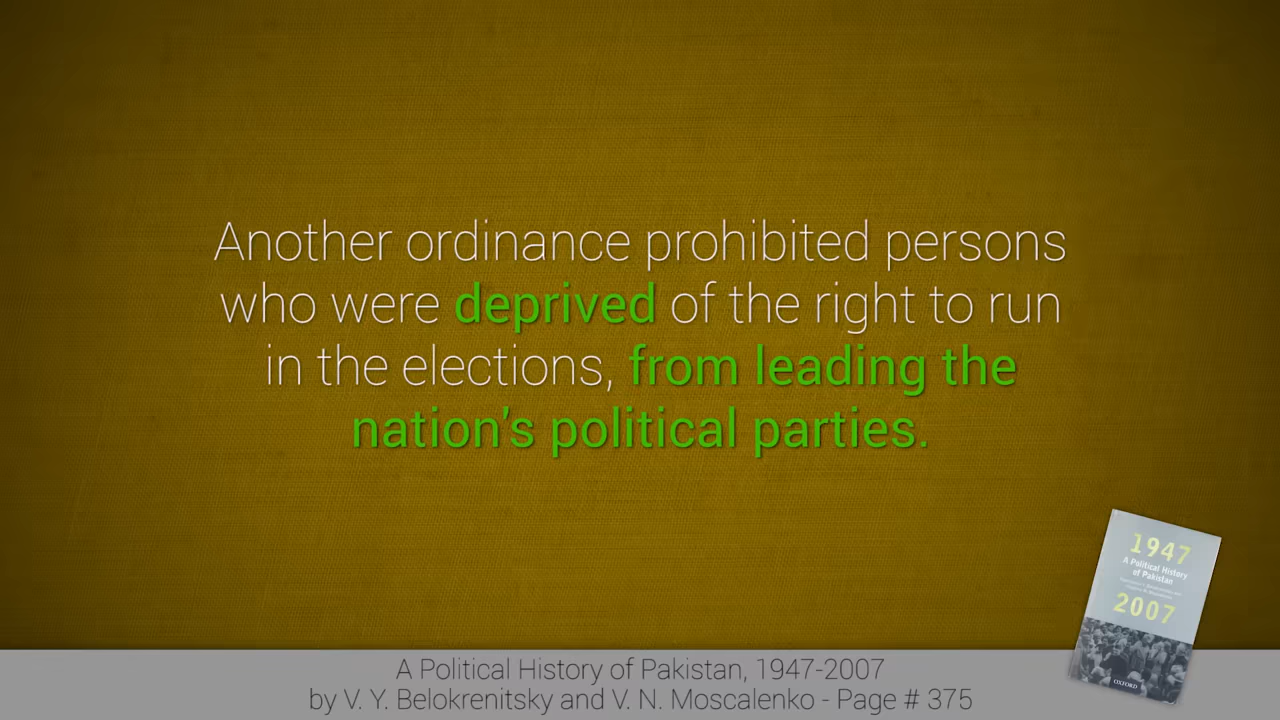 Another ordinance prohibited persons
who were deprived of the right to run
in the elections, from leading the
nation's political parties.
1947
A Political History
of Pakistan
2007
OXFORD
A Political History of Pakistan, 1947-2007
by V. Y. Belokrenitsky and V. N. Moscalenko - Page # 375